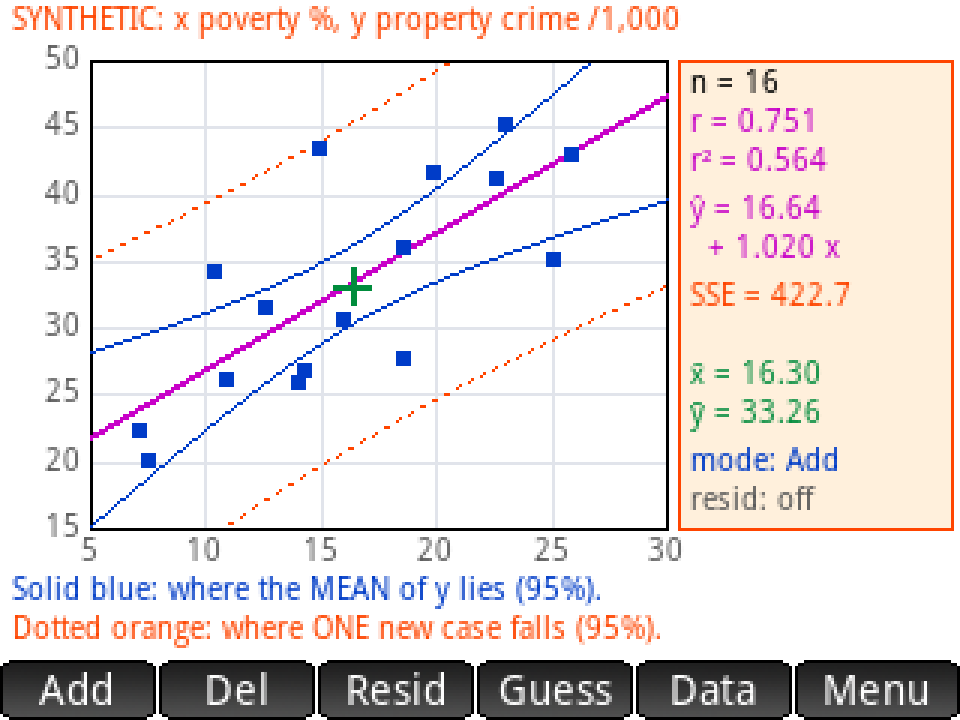 SYNTHETIC: x poverty %, y property crime /1,000
50
45
40
35
30
25
20
15
5 10 15 20 25 30
n = 16
r = 0.751
r² = 0.564
ŷ = 16.64
+ 1.020 x
SSE = 422.7
x̄ = 16.30
ȳ = 33.26
mode: Add
resid: off
Solid blue: where the MEAN of y lies (95%).
Dotted orange: where ONE new case falls (95%).
Add Del Resid Guess Data Menu